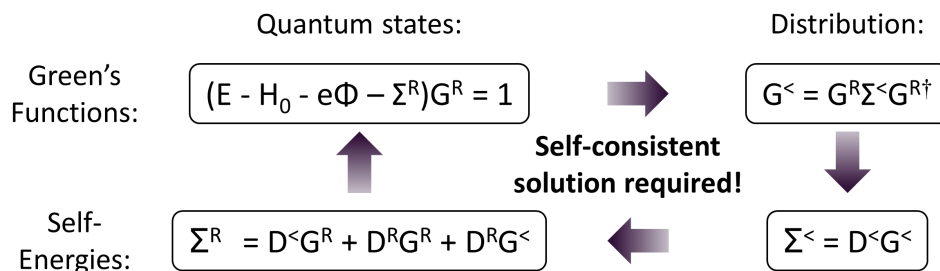 Quantum states:
Distribution:
Green's
Functions:
(E - H₀ - eΦ – Σᴿ)Gᴿ = 1
G^< = GᴿΣ^<G^{R†}
Self-consistent
solution required!
Self-
Energies:
Σᴿ = D^<Gᴿ + DᴿGᴿ + DᴿG^<
Σ^< = D^<G^<